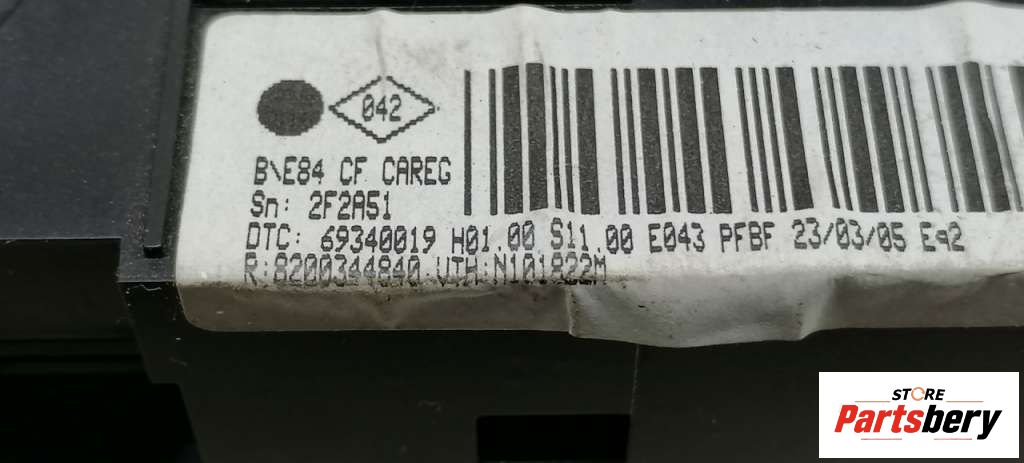 042
B\E84 CF CAREG
Sn: 2F2A51
DTC: 69340019 H01.00 S11.00 E043 PFBF 23/03/05 Eq2
R:8200344840 VTH:N101822M
STORE
Partsbery